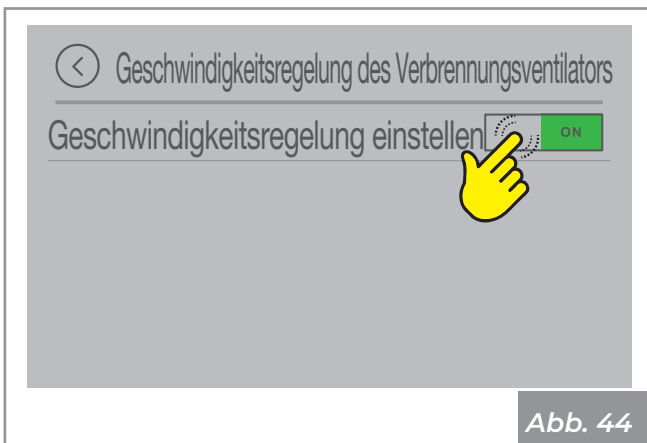 Geschwindigkeitsregelung des Verbrennungsventilators
Geschwindigkeitsregelung einstellen ON
Abb. 44